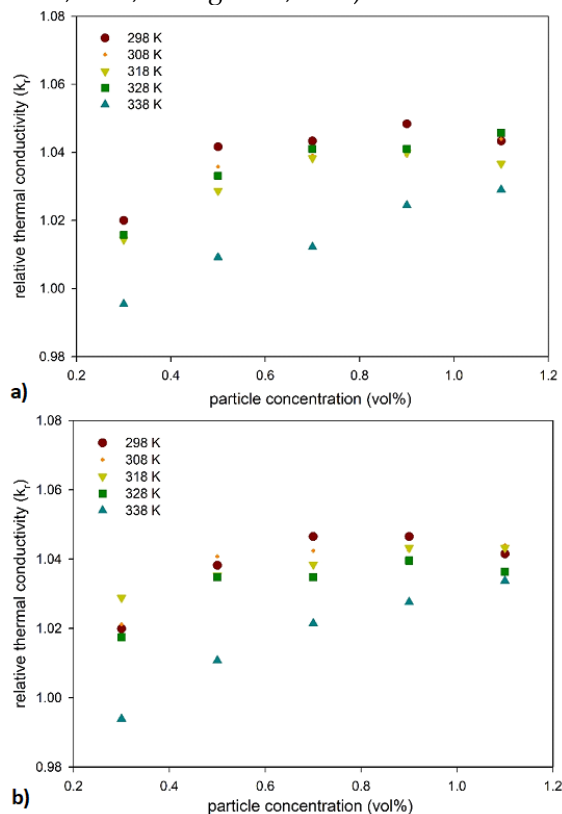 1.08
1.06
1.04
1.02
1.00
0.98
relative thermal conductivity (kr)
298 K
308 K
318 K
328 K
338 K
0.2 0.4 0.6 0.8 1.0 1.2
particle concentration (vol%)
a)
1.08
1.06
1.04
1.02
1.00
0.98
relative thermal conductivity (kr)
298 K
308 K
318 K
328 K
338 K
0.2 0.4 0.6 0.8 1.0 1.2
particle concentration (vol%)
b)